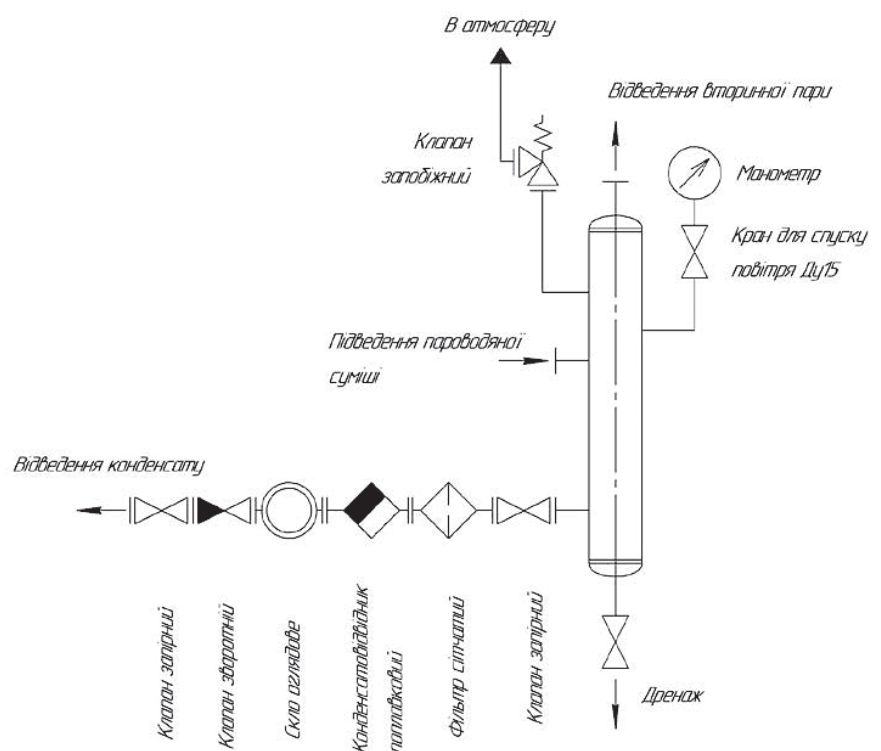 В атмосферу
Відведення вторинної пари
Клапан
запобіжний
Манометр
Кран для спуску
повітря Ду15
Підведення пароводяної
суміші
Відведення конденсату
Клапан запірний
Клапан зворотній
Скло оглядове
Конденсатовідвідник
поплавковий
Фільтр сітчатий
Клапан запірний
Дренаж